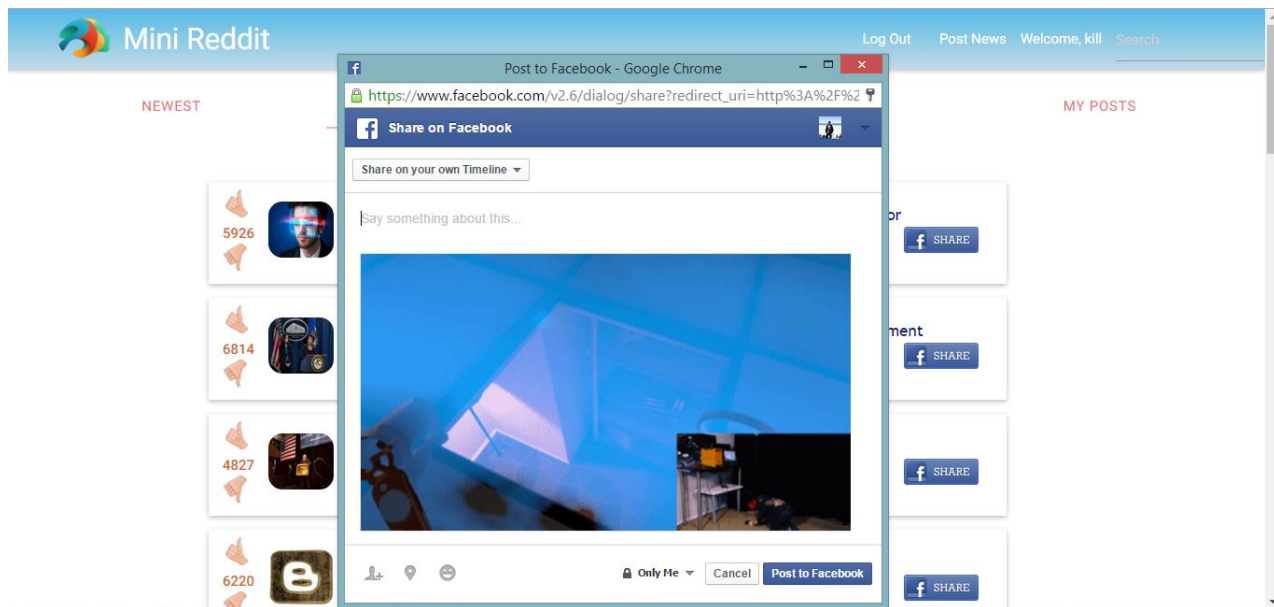 Mini Reddit
Log Out Post News Welcome, kill Search
Post to Facebook - Google Chrome
https://www.facebook.com/v2.6/dialog/share?redirect_uri=http%3A%2F%2
NEWEST
MY POSTS
Share on Facebook
Share on your own Timeline
Say something about this...
or
5926
SHARE
ment
6814
SHARE
4827
SHARE
6220
SHARE
Only Me Cancel Post to Facebook